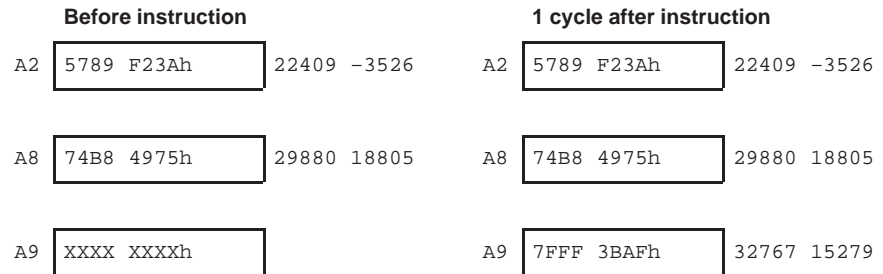 Before instruction 1 cycle after instruction
A2 5789 F23Ah 22409 −3526 A2 5789 F23Ah 22409 −3526
A8 74B8 4975h 29880 18805 A8 74B8 4975h 29880 18805
A9 XXXX XXXXh A9 7FFF 3BAFh 32767 15279